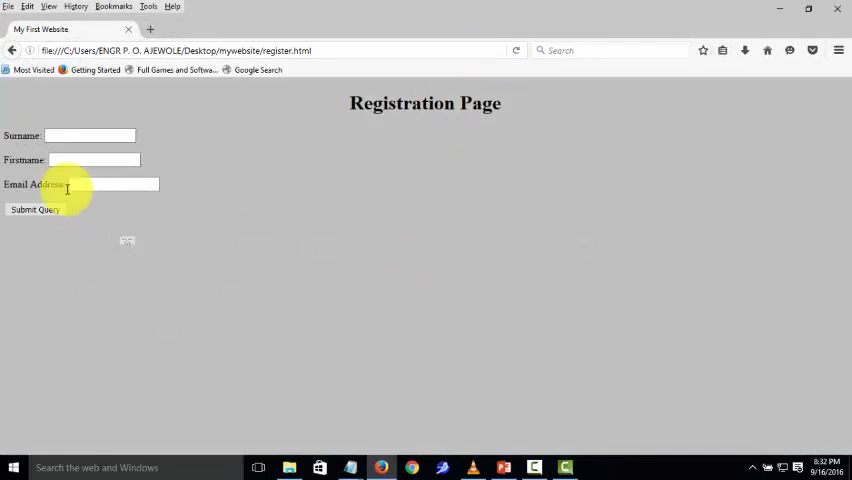 File Edit View History Bookmarks Tools Help
My First Website
file:///C:/Users/ENGR P. O. AJEWOLE/Desktop/mywebsite/register.html
Search
Most Visited Getting Started Full Games and Softwa... Google Search
Registration Page
Surname:
Firstname:
Email Address
Submit Query
Search the web and Windows
8:32 PM
9/16/2016